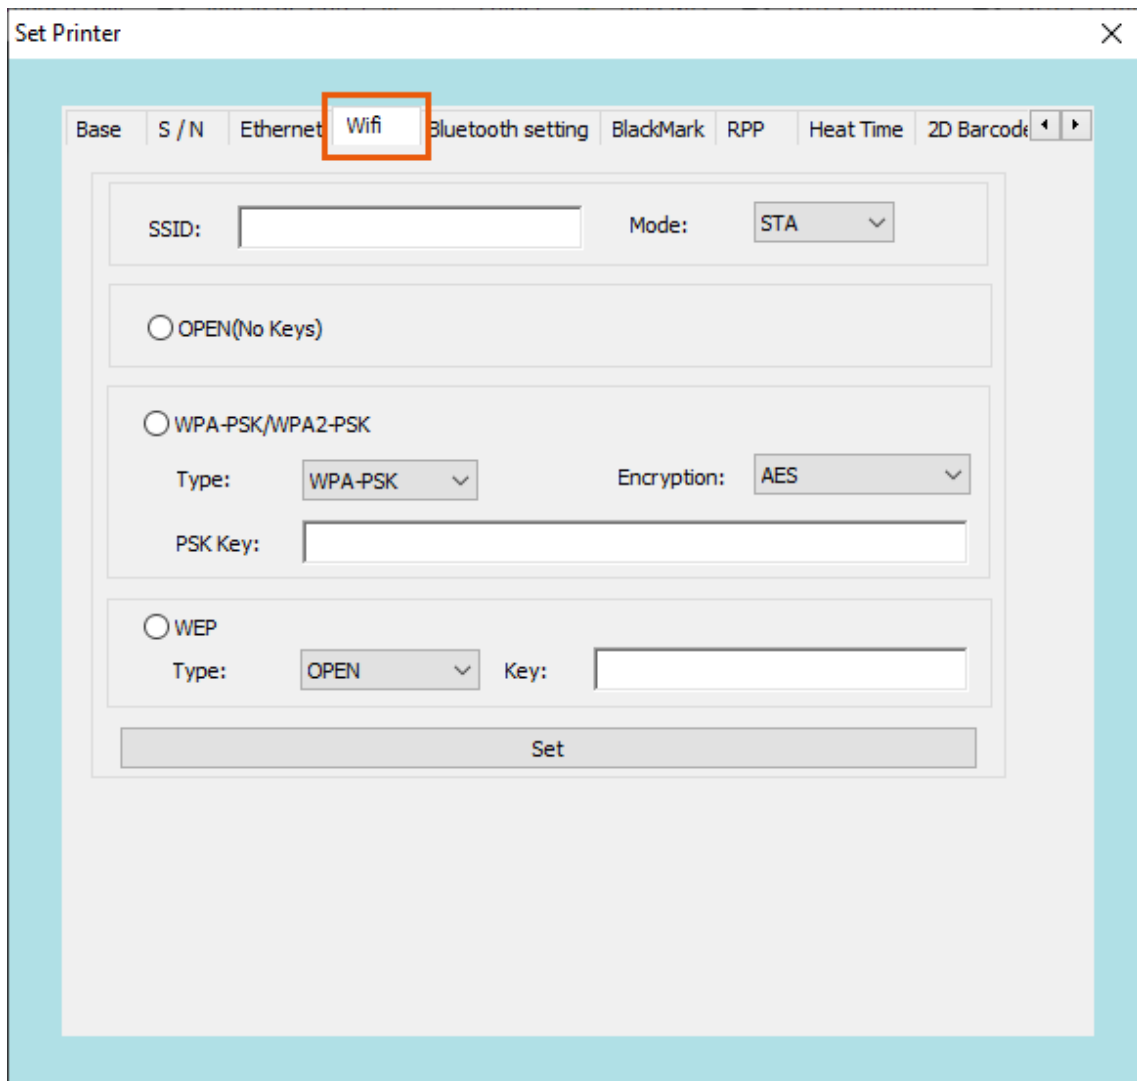 Set Printer
Base S / N Ethernet Wifi Bluetooth setting BlackMark RPP Heat Time 2D Barcode
SSID: Mode: STA
OPEN(No Keys)
WPA-PSK/WPA2-PSK
Type: WPA-PSK Encryption: AES
PSK Key:
WEP
Type: OPEN Key:
Set